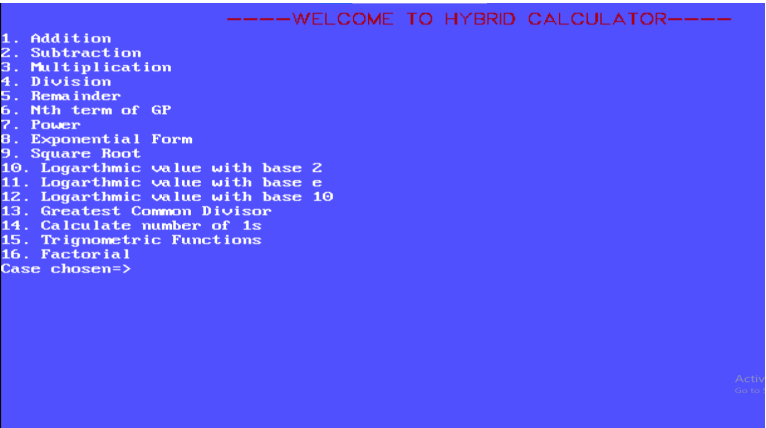 ----WELCOME TO HYBRID CALCULATOR----
1. Addition
2. Subtraction
3. Multiplication
4. Division
5. Remainder
6. Nth term of GP
7. Power
8. Exponential Form
9. Square Root
10. Logarthmic value with base 2
11. Logarthmic value with base e
12. Logarthmic value with base 10
13. Greatest Common Divisor
14. Calculate number of 1s
15. Trignometric Functions
16. Factorial
Case chosen=>
Activ
Go to S